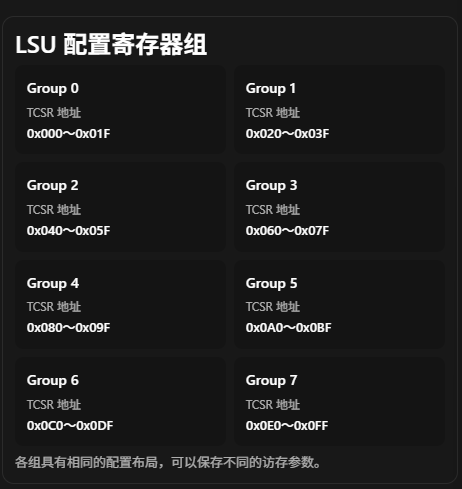 LSU 配置寄存器组
Group 0
TCSR 地址
0x000～0x01F
Group 1
TCSR 地址
0x020～0x03F
Group 2
TCSR 地址
0x040～0x05F
Group 3
TCSR 地址
0x060～0x07F
Group 4
TCSR 地址
0x080～0x09F
Group 5
TCSR 地址
0x0A0～0x0BF
Group 6
TCSR 地址
0x0C0～0x0DF
Group 7
TCSR 地址
0x0E0～0x0FF
各组具有相同的配置布局，可以保存不同的访存参数。